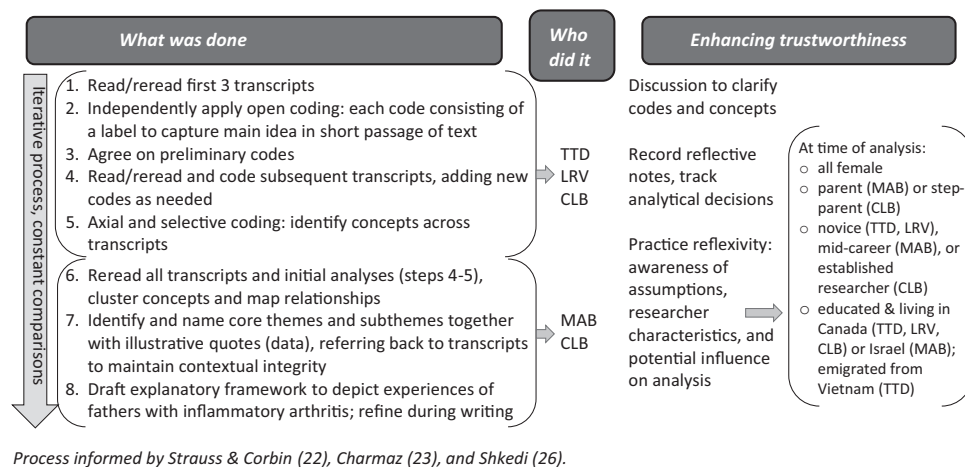 What was done
Who
did it
Enhancing trustworthiness
Iterative process, constant comparisons
1. Read/reread first 3 transcripts
2. Independently apply open coding: each code consisting of
a label to capture main idea in short passage of text
3. Agree on preliminary codes
4. Read/reread and code subsequent transcripts, adding new
codes as needed
5. Axial and selective coding: identify concepts across
transcripts
TTD
LRV
CLB
6. Reread all transcripts and initial analyses (steps 4-5),
cluster concepts and map relationships
7. Identify and name core themes and subthemes together
with illustrative quotes (data), referring back to transcripts
to maintain contextual integrity
8. Draft explanatory framework to depict experiences of
fathers with inflammatory arthritis; refine during writing
MAB
CLB
Discussion to clarify
codes and concepts
Record reflective
notes, track
analytical decisions
Practice reflexivity:
awareness of
assumptions,
researcher
characteristics, and
potential influence
on analysis
At time of analysis:
○ all female
○ parent (MAB) or step-
parent (CLB)
○ novice (TTD, LRV),
mid-career (MAB), or
established
researcher (CLB)
○ educated & living in
Canada (TTD, LRV,
CLB) or Israel (MAB);
emigrated from
Vietnam (TTD)
Process informed by Strauss & Corbin (22), Charmaz (23), and Shkedi (26).